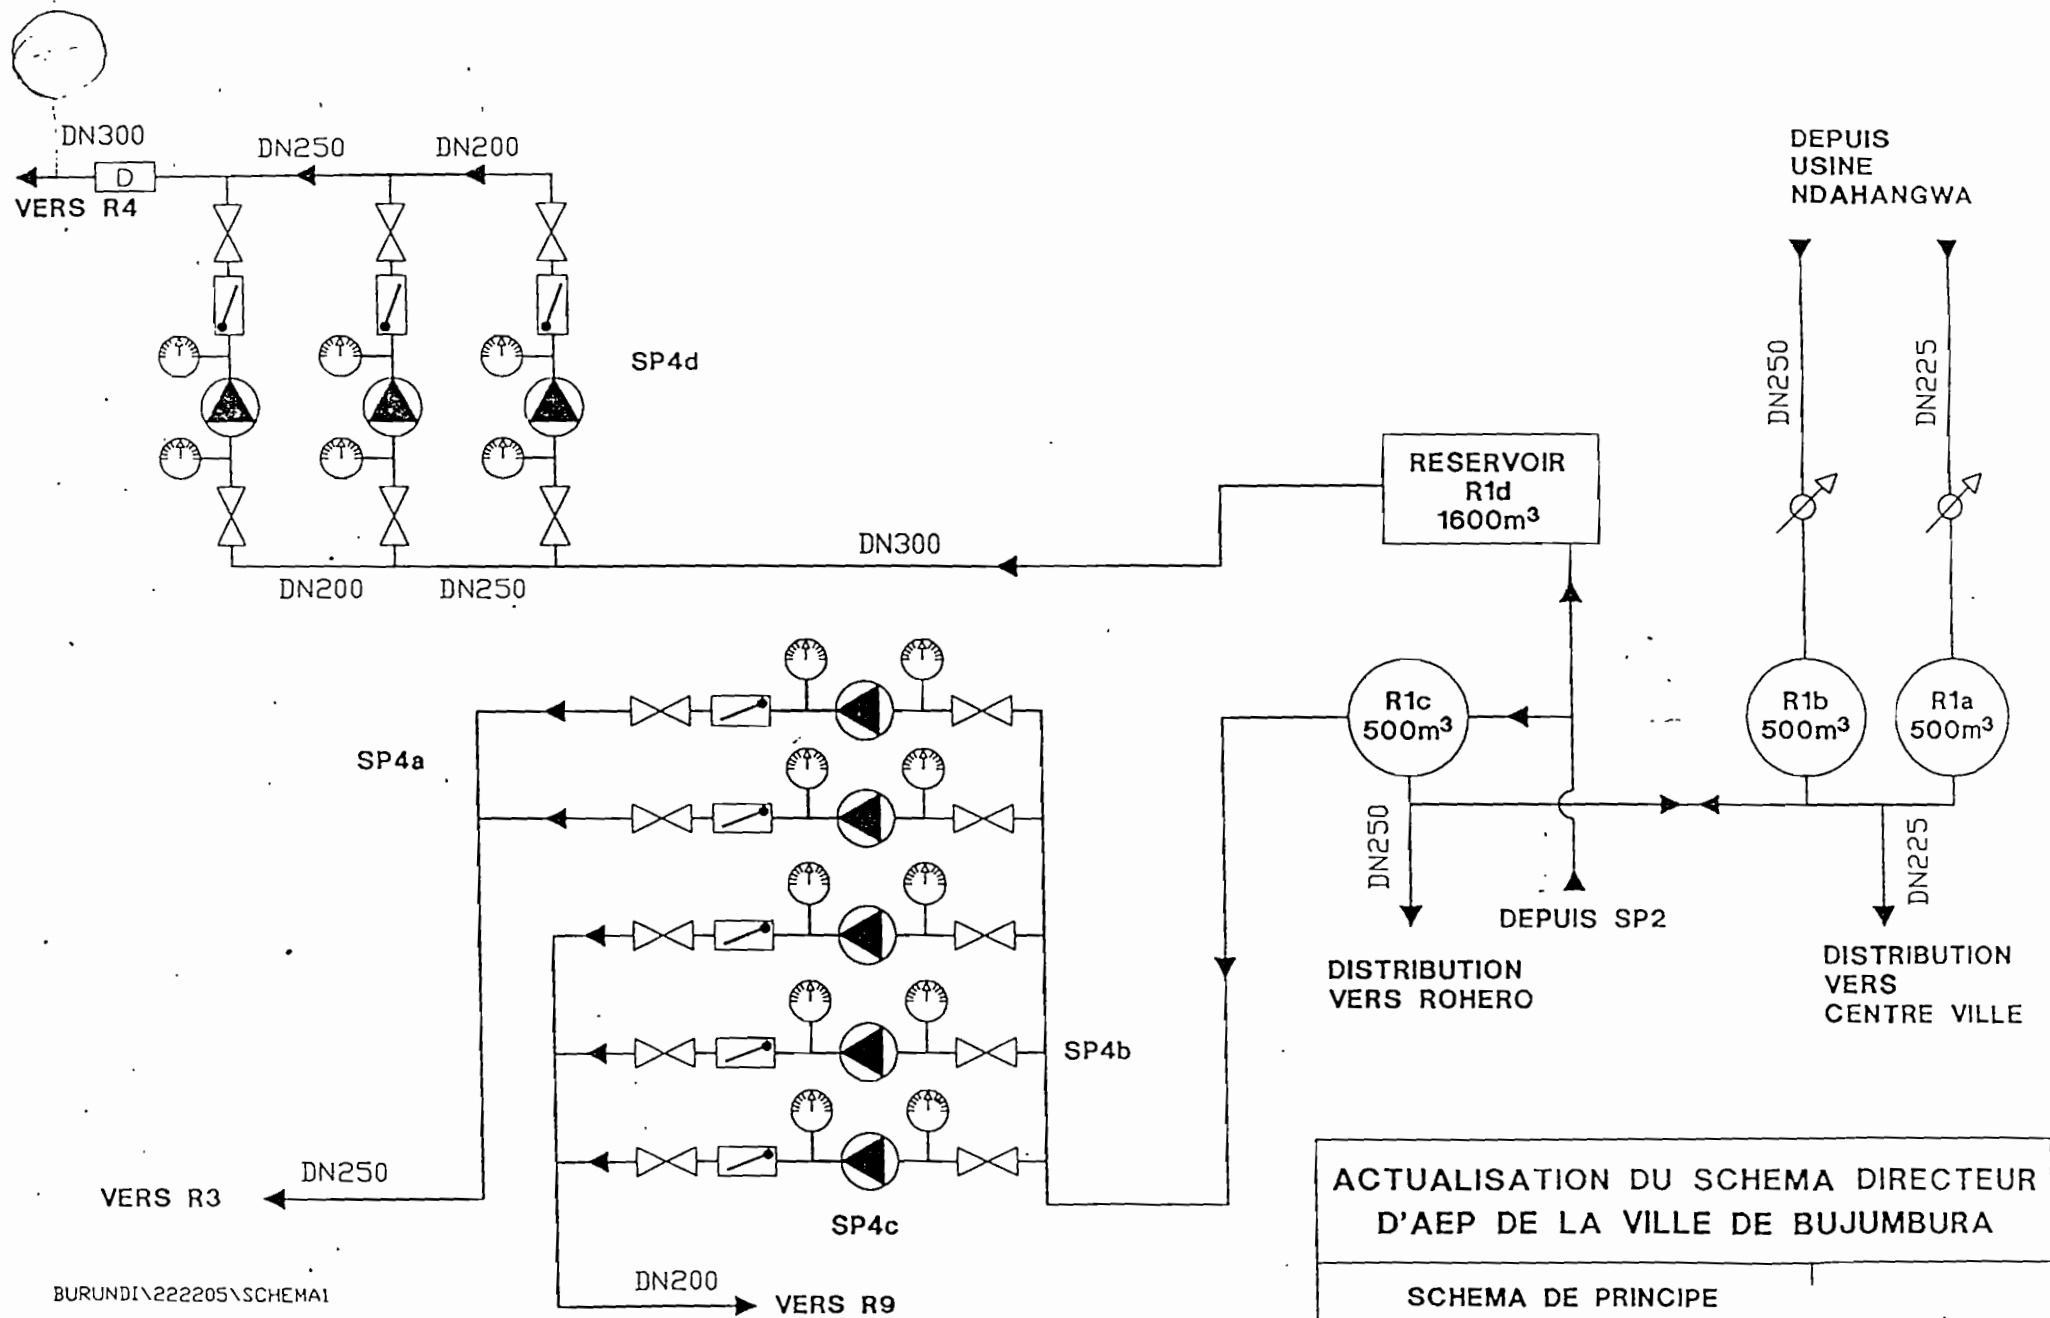 DN300
DN250
DN200
D
VERS R4
SP4d
DN200
DN250
DN300
DEPUIS
USINE
NDAHANGWA
DN250
DN225
RESERVOIR
R1d
1600m³
R1c
500m³
R1b
500m³
R1a
500m³
SP4a
SP4b
SP4c
DN250
DN225
DEPUIS SP2
DISTRIBUTION
VERS ROHERO
DISTRIBUTION
VERS
CENTRE VILLE
VERS R3
DN250
DN200
VERS R9
BURUNDI\222205\SCHEMA1
ACTUALISATION DU SCHEMA DIRECTEUR
D'AEP DE LA VILLE DE BUJUMBURA
SCHEMA DE PRINCIPE